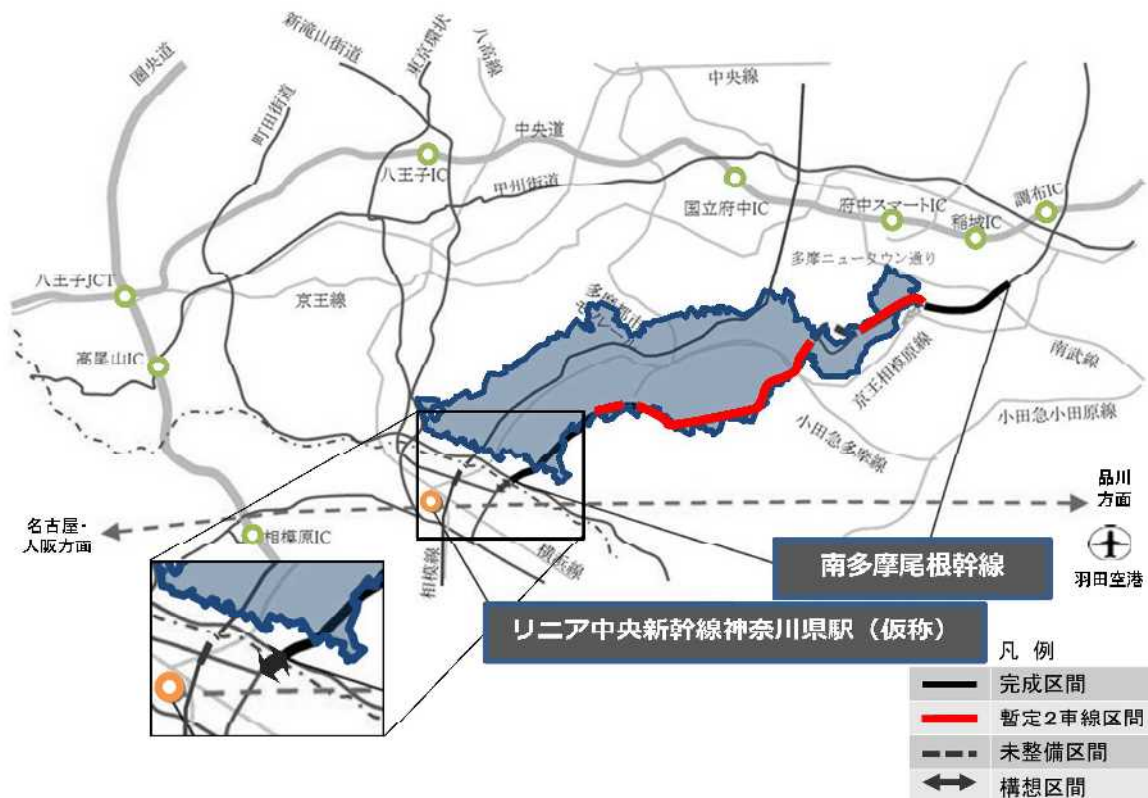 新滝山街道
東京環状
八高線
中央線
圏央道
町田街道
中央道
八王子IC
甲州街道
国立府中IC
府中スマートIC
調布IC
稲城IC
多摩ニュータウン通り
八王子JCT
京王線
多摩都市
モノレール
高尾山IC
南武線
京王相模原線
小田急小田原線
小田急多摩線
品川
方面
名古屋・
大阪方面
相模原IC
横浜線
相模線
南多摩尾根幹線
羽田空港
リニア中央新幹線神奈川県駅（仮称）
凡 例
完成区間
暫定2車線区間
未整備区間
構想区間